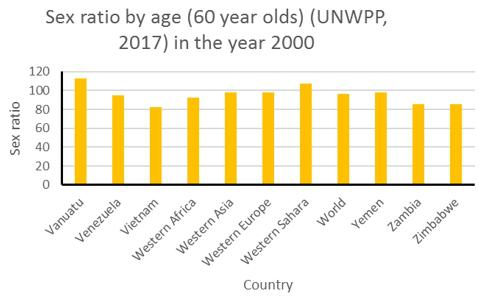 Sex ratio by age (60 year olds) (UNWPP,
2017) in the year 2000
Sex ratio
120
100
80
60
40
20
0
Vanuatu
Venezuela
Vietnam
Western Africa
Western Asia
Western Europe
Western Sahara
World
Yemen
Zambia
Zimbabwe
Country